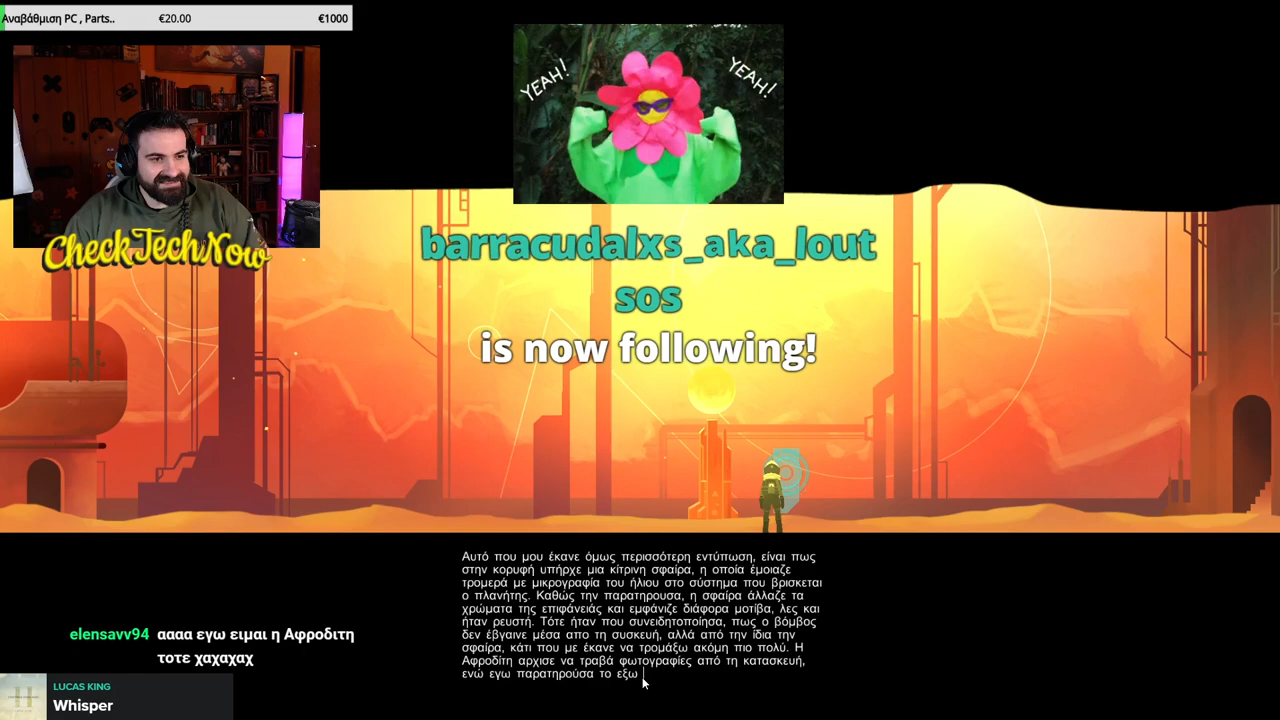 Αναβάθμιση PC , Parts.. €20.00 €1000
YEAH! YEAH!
CheckTechNow
barracudalxs_aka_lout
sos
is now following!
Αυτό που μου έκανε όμως περισσότερη εντύπωση, είναι πως
στην κορυφή υπήρχε μια κίτρινη σφαίρα, η οποία έμοιαζε
τρομερά με μικρογραφία του ήλιου στο σύστημα που βρισκεται
ο πλανήτης. Καθώς την παρατηρουσα, η σφαίρα άλλαζε τα
χρώματα της επιφάνειάς και εμφάνιζε διάφορα μοτίβα, λες και
ήταν ρευστή. Τότε ήταν που συνειδητοποίησα, πως ο βόμβος
δεν έβγαινε μέσα απο τη συσκευή, αλλά από την ίδια την
σφαίρα, κάτι που με έκανε να τρομάξω ακόμη πιο πολύ. Η
Αφροδίτη αρχισε να τραβά φωτογραφίες από τη κατασκευή,
ενώ εγω παρατηρούσα το εξω
elensavv94 αααα εγω ειμαι η Αφροδιτη
τοτε χαχαχαχ
LUCAS KING
Whisper